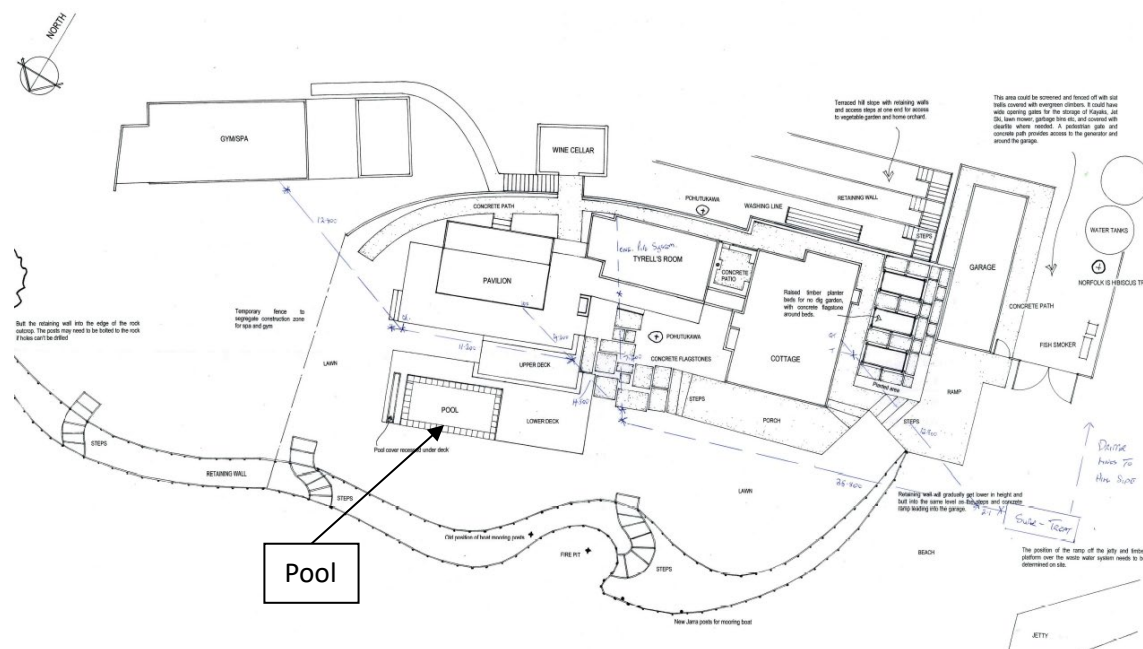 NORTH
Terraced hill slope with retaining walls
and access steps at one end for access
to vegetable garden and home orchard.
This area could be screened and fenced off with slat
trellis covered with evergreen climbers. It could have
wide opening gates for the storage of Kayaks, Jet
Ski, lawn mower, garbage bins etc, and covered with
clearlite where needed. A pedestrian gate and
concrete path provides access to the generator and
around the garage.
GYM/SPA
WINE CELLAR
POHUTUKAWA
WASHING LINE
RETAINING WALL
CONCRETE PATH
STEPS
WATER TANKS
TYRELL'S ROOM
CONCRETE
PATIO
GARAGE
PAVILION
NORFOLK IS HIBISCUS TR
Raised timber planter
beds for no dig garden,
with concrete flagstone
around beds.
CONCRETE PATH
Temporary fence to
segregate construction zone
for spa and gym
Butt the retaining wall into the edge of the rock
outcrop. The posts may need to be bolted to the rock
if holes can't be drilled
POHUTUKAWA
FISH SMOKER
LAWN
UPPER DECK
CONCRETE FLAGSTONES
COTTAGE
Planted area
RAMP
POOL
STEPS
LOWER DECK
PORCH
STEPS
Pool cover recessed under deck
STEPS
RETAINING WALL
STEPS
LAWN
Retaining wall will gradually get lower in height and
butt into the same level as the steps and concrete
ramp leading into the garage.
Old position of boat mooring posts
FIRE PIT
STEPS
BEACH
The position of the ramp off the jetty and timber
platform over the waste water system needs to b
determined on site.
Pool
New Jarra posts for mooring boat
JETTY